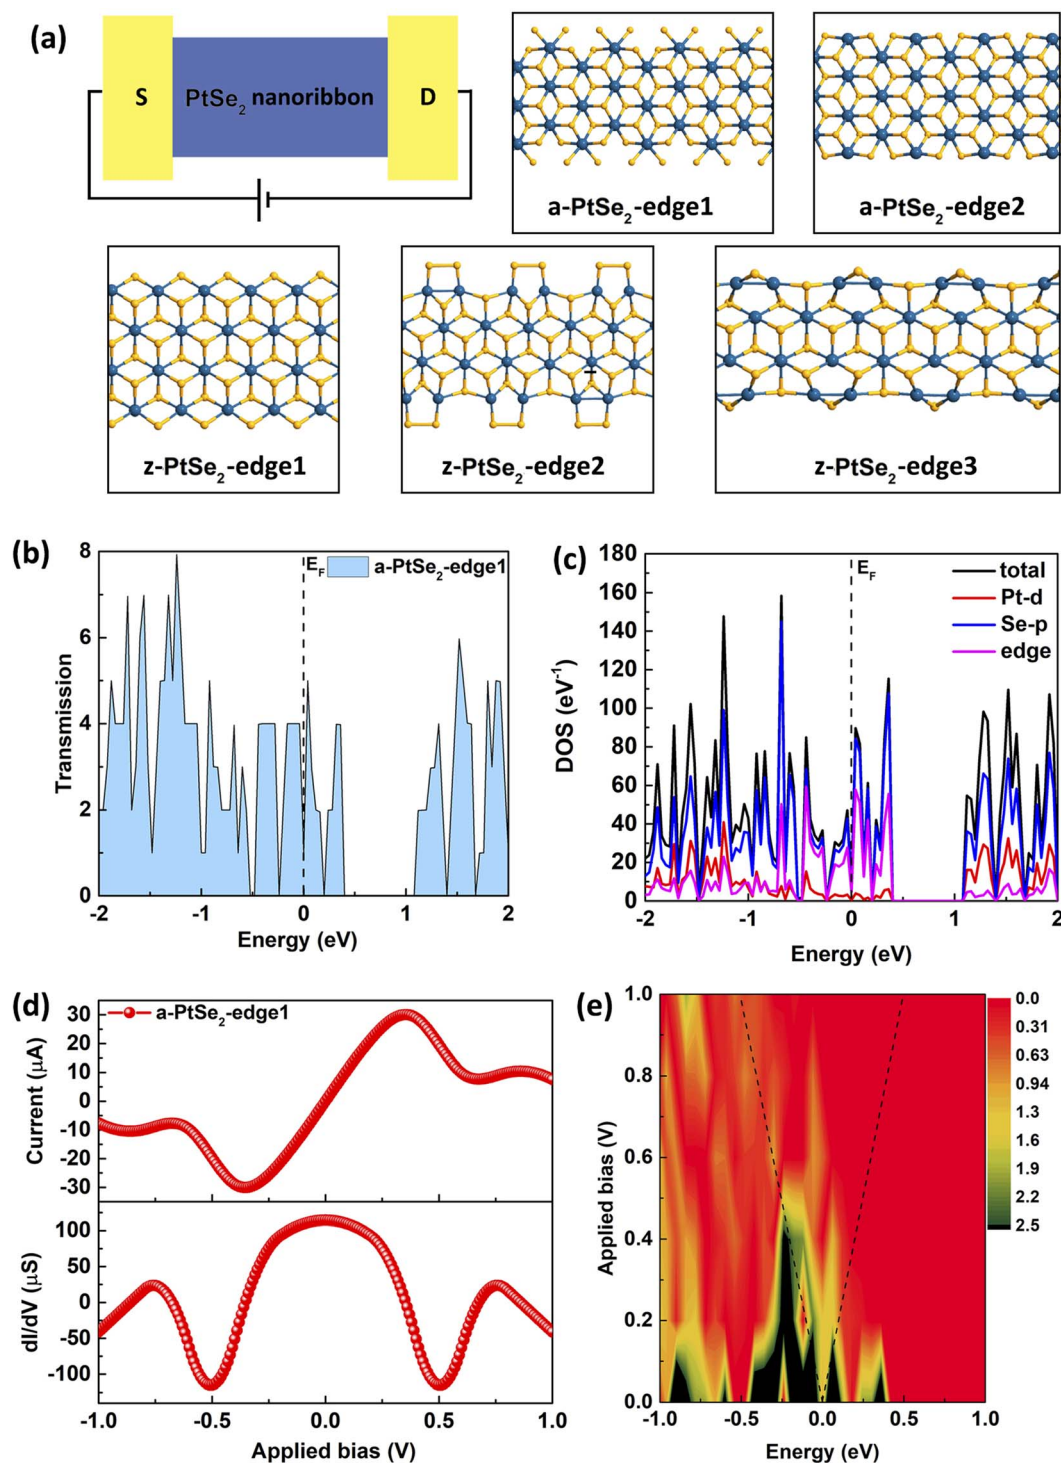 (a)
S
PtSe₂ nanoribbon
D
a-PtSe₂-edge1
a-PtSe₂-edge2
z-PtSe₂-edge1
z-PtSe₂-edge2
z-PtSe₂-edge3
(b)
8
6
4
2
0
Transmission
E_F
a-PtSe₂-edge1
-2 -1 0 1 2
Energy (eV)
(c)
180
160
140
120
100
80
60
40
20
0
DOS (eV⁻¹)
E_F
total
Pt-d
Se-p
edge
-2 -1 0 1 2
Energy (eV)
(d)
a-PtSe₂-edge1
30
20
10
0
-10
-20
-30
Current (μA)
100
50
0
-50
-100
dI/dV (μS)
-1.0 -0.5 0.0 0.5 1.0
Applied bias (V)
(e)
1.0
0.8
0.6
0.4
0.2
0.0
Applied bias (V)
-1.0 -0.5 0.0 0.5 1.0
Energy (eV)
0.0
0.31
0.63
0.94
1.3
1.6
1.9
2.2
2.5